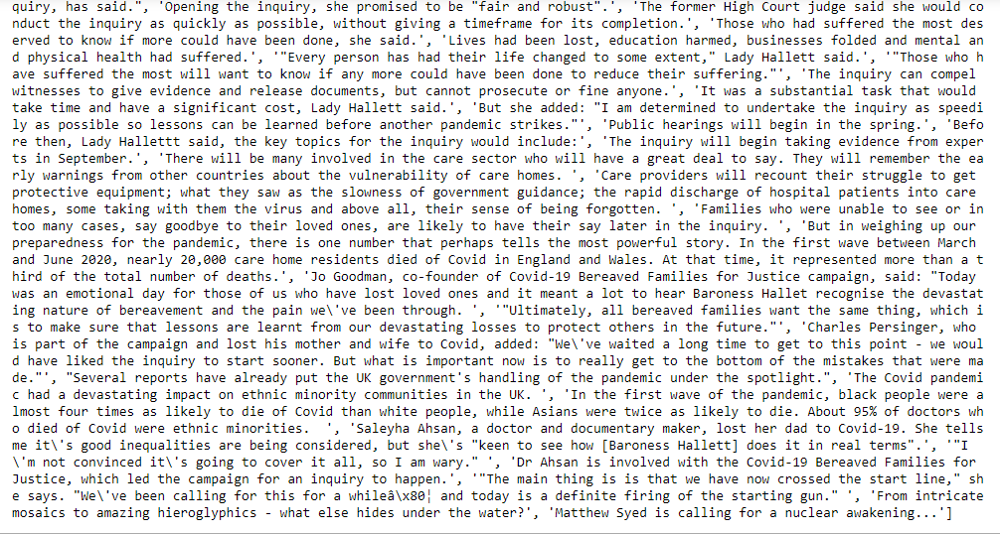 quiry, has said.", 'Opening the inquiry, she promised to be "fair and robust".', 'The former High Court judge said she would co
nduct the inquiry as quickly as possible, without giving a timeframe for its completion.', 'Those who had suffered the most des
erved to know if more could have been done, she said.', 'Lives had been lost, education harmed, businesses folded and mental an
d physical health had suffered.', '"Every person has had their life changed to some extent," Lady Hallett said.', '"Those who h
ave suffered the most will want to know if any more could have been done to reduce their suffering."', 'The inquiry can compel
witnesses to give evidence and release documents, but cannot prosecute or fine anyone.', 'It was a substantial task that would
take time and have a significant cost, Lady Hallett said.', 'But she added: "I am determined to undertake the inquiry as speedi
ly as possible so lessons can be learned before another pandemic strikes."', 'Public hearings will begin in the spring.', 'Befo
re then, Lady Hallettt said, the key topics for the inquiry would include:', 'The inquiry will begin taking evidence from exper
ts in September.', 'There will be many involved in the care sector who will have a great deal to say. They will remember the ea
rly warnings from other countries about the vulnerability of care homes. ', 'Care providers will recount their struggle to get
protective equipment; what they saw as the slowness of government guidance; the rapid discharge of hospital patients into care
homes, some taking with them the virus and above all, their sense of being forgotten. ', 'Families who were unable to see or in
too many cases, say goodbye to their loved ones, are likely to have their say later in the inquiry. ', 'But in weighing up our
preparedness for the pandemic, there is one number that perhaps tells the most powerful story. In the first wave between March
and June 2020, nearly 20,000 care home residents died of Covid in England and Wales. At that time, it represented more than a t
hird of the total number of deaths.', 'Jo Goodman, co-founder of Covid-19 Bereaved Families for Justice campaign, said: "Today
was an emotional day for those of us who have lost loved ones and it meant a lot to hear Baroness Hallet recognise the devastat
ing nature of bereavement and the pain we\'ve been through. ', '"Ultimately, all bereaved families want the same thing, which i
s to make sure that lessons are learnt from our devastating losses to protect others in the future."', 'Charles Persinger, who
is part of the campaign and lost his mother and wife to Covid, added: "We\'ve waited a long time to get to this point - we woul
d have liked the inquiry to start sooner. But what is important now is to really get to the bottom of the mistakes that were ma
de."', "Several reports have already put the UK government's handling of the pandemic under the spotlight.", 'The Covid pandemi
c had a devastating impact on ethnic minority communities in the UK. ', 'In the first wave of the pandemic, black people were a
lmost four times as likely to die of Covid than white people, while Asians were twice as likely to die. About 95% of doctors wh
o died of Covid were ethnic minorities.  ', 'Saleyha Ahsan, a doctor and documentary maker, lost her dad to Covid-19. She tells
me it\'s good inequalities are being considered, but she\'s "keen to see how [Baroness Hallett] does it in real terms".', '"I
\'m not convinced it\'s going to cover it all, so I am wary." ', 'Dr Ahsan is involved with the Covid-19 Bereaved Families for
Justice, which led the campaign for an inquiry to happen.', '"The main thing is is that we have now crossed the start line," sh
e says. "We\'ve been calling for this for a whileâ\x80¦ and today is a definite firing of the starting gun." ', 'From intricate
mosaics to amazing hieroglyphics - what else hides under the water?', 'Matthew Syed is calling for a nuclear awakening...']